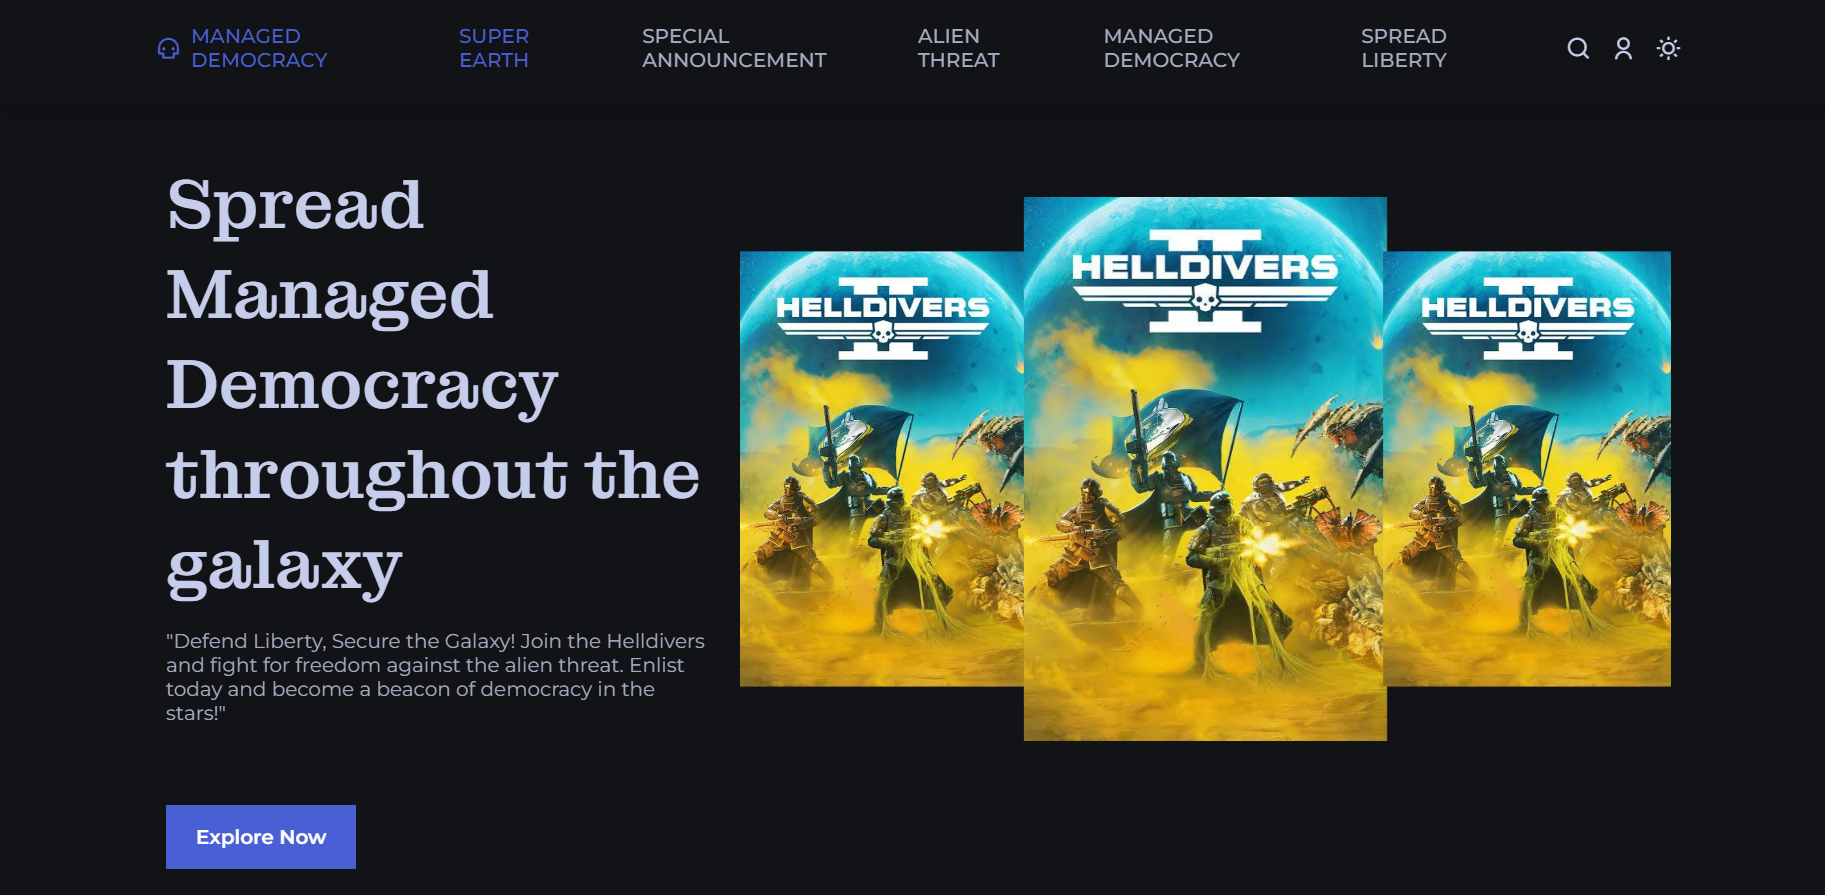 MANAGED
DEMOCRACY
SUPER
EARTH
SPECIAL
ANNOUNCEMENT
ALIEN
THREAT
MANAGED
DEMOCRACY
SPREAD
LIBERTY
Spread
Managed
Democracy
throughout the
galaxy
"Defend Liberty, Secure the Galaxy! Join the Helldivers
and fight for freedom against the alien threat. Enlist
today and become a beacon of democracy in the
stars!"
Explore Now
HELLDIVERS
II
HELLDIVERS
II
HELLDIVERS
II